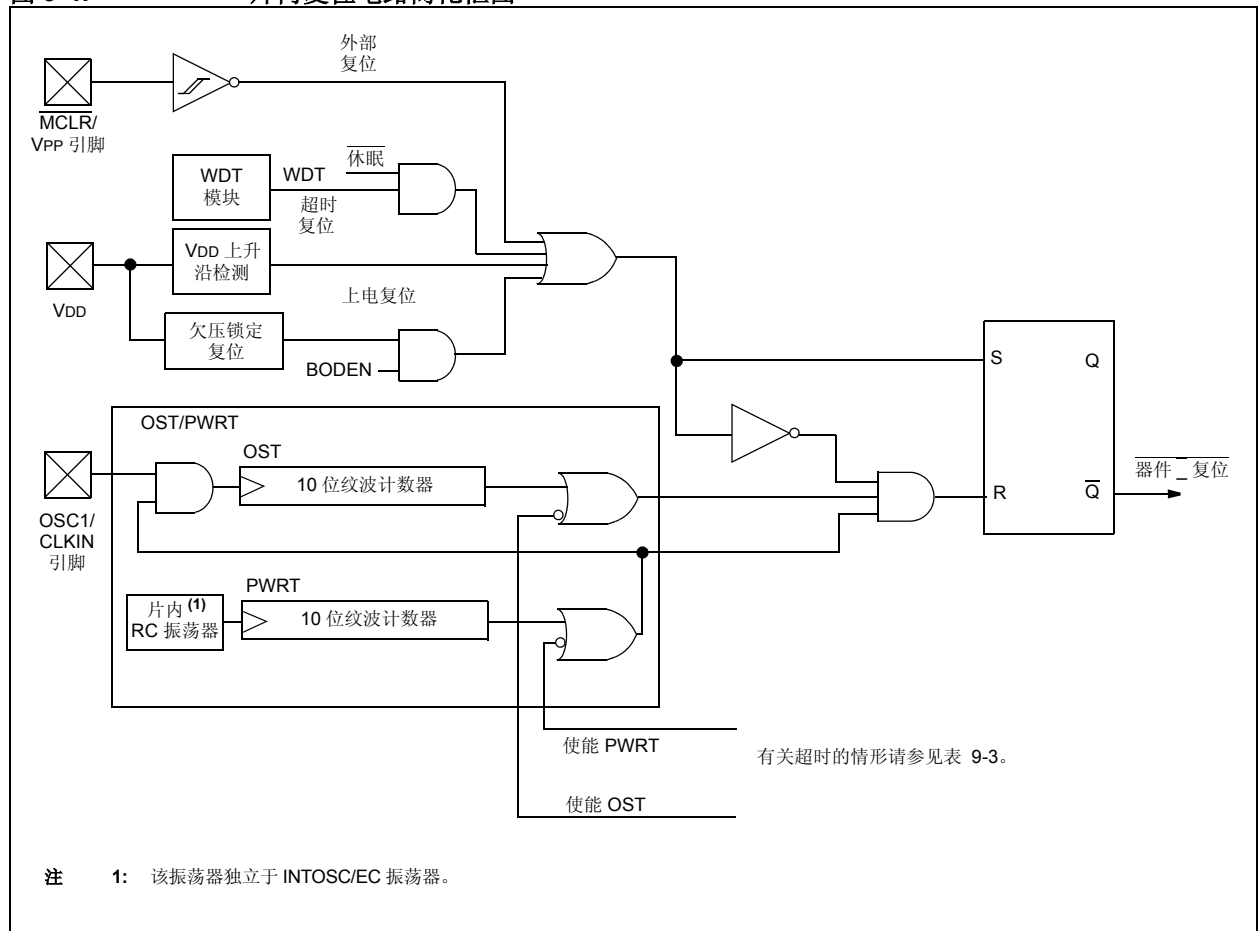 外部
复位
MCLR/
VPP 引脚
WDT
模块
WDT
超时
复位
休眠
VDD 上升
沿检测
VDD
上电复位
欠压锁定
复位
BODEN
S
Q
OST/PWRT
OST
10 位纹波计数器
OSC1/
CLKIN
引脚
R
Q
器件_复位
PWRT
片内 (1)
RC 振荡器
10 位纹波计数器
使能 PWRT
有关超时的情形请参见表 9-3。
使能 OST
注 1: 该振荡器独立于 INTOSC/EC 振荡器。